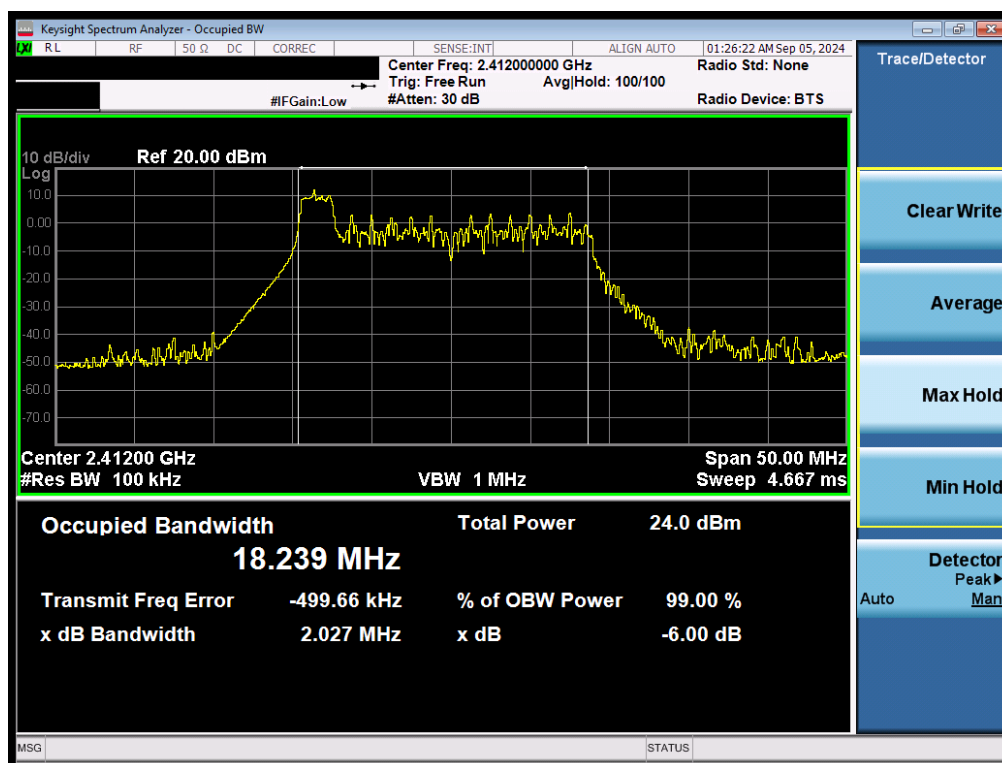 Keysight Spectrum Analyzer - Occupied BW
LXI RL RF 50 Ω DC CORREC SENSE:INT ALIGN AUTO 01:26:22 AM Sep 05, 2024
Center Freq: 2.412000000 GHz Radio Std: None
Trig: Free Run Avg|Hold: 100/100
#IFGain:Low #Atten: 30 dB Radio Device: BTS
Trace/Detector
10 dB/div Ref 20.00 dBm
Log
10.0
0.00
-10.0
-20.0
-30.0
-40.0
-50.0
-60.0
-70.0
Center 2.41200 GHz Span 50.00 MHz
#Res BW 100 kHz VBW 1 MHz Sweep 4.667 ms
Occupied Bandwidth Total Power 24.0 dBm
18.239 MHz
Transmit Freq Error -499.66 kHz % of OBW Power 99.00 %
x dB Bandwidth 2.027 MHz x dB -6.00 dB
Clear Write
Average
Max Hold
Min Hold
Detector
Peak▶
Auto Man
MSG STATUS